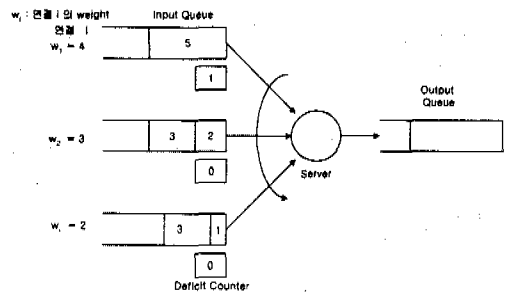 wᵢ : 연결 i 의 weight
Input Queue
연결 i
w₁ = 4
5
1
Output
Queue
w₂ = 3
3 2
0
Server
= 2
3 1
0
Deficit Counter